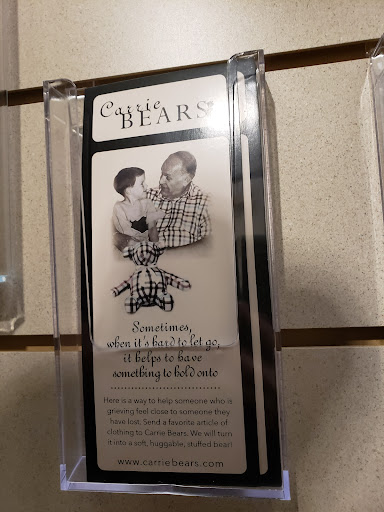 Carrie
BEARS
Sometimes,
when it's hard to let go,
it helps to have
something to hold onto
Here is a way to help someone who is
grieving feel close to someone they
have lost. Send a favorite article of
clothing to Carrie Bears. We will turn
it into a soft, huggable, stuffed bear!
www.carriebears.com